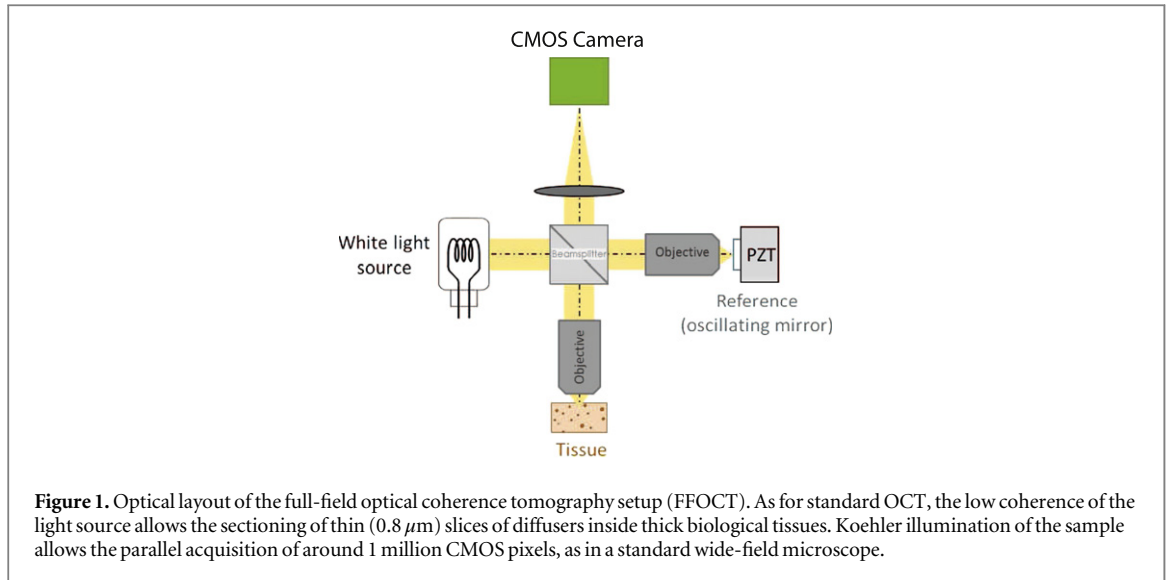 CMOS Camera
White light
source
Beamsplitter
Objective
PZT
Reference
(oscillating mirror)
Objective
Tissue
Figure 1. Optical layout of the full-field optical coherence tomography setup (FFOCT). As for standard OCT, the low coherence of the
light source allows the sectioning of thin (0.8 μm) slices of diffusers inside thick biological tissues. Koehler illumination of the sample
allows the parallel acquisition of around 1 million CMOS pixels, as in a standard wide-field microscope.